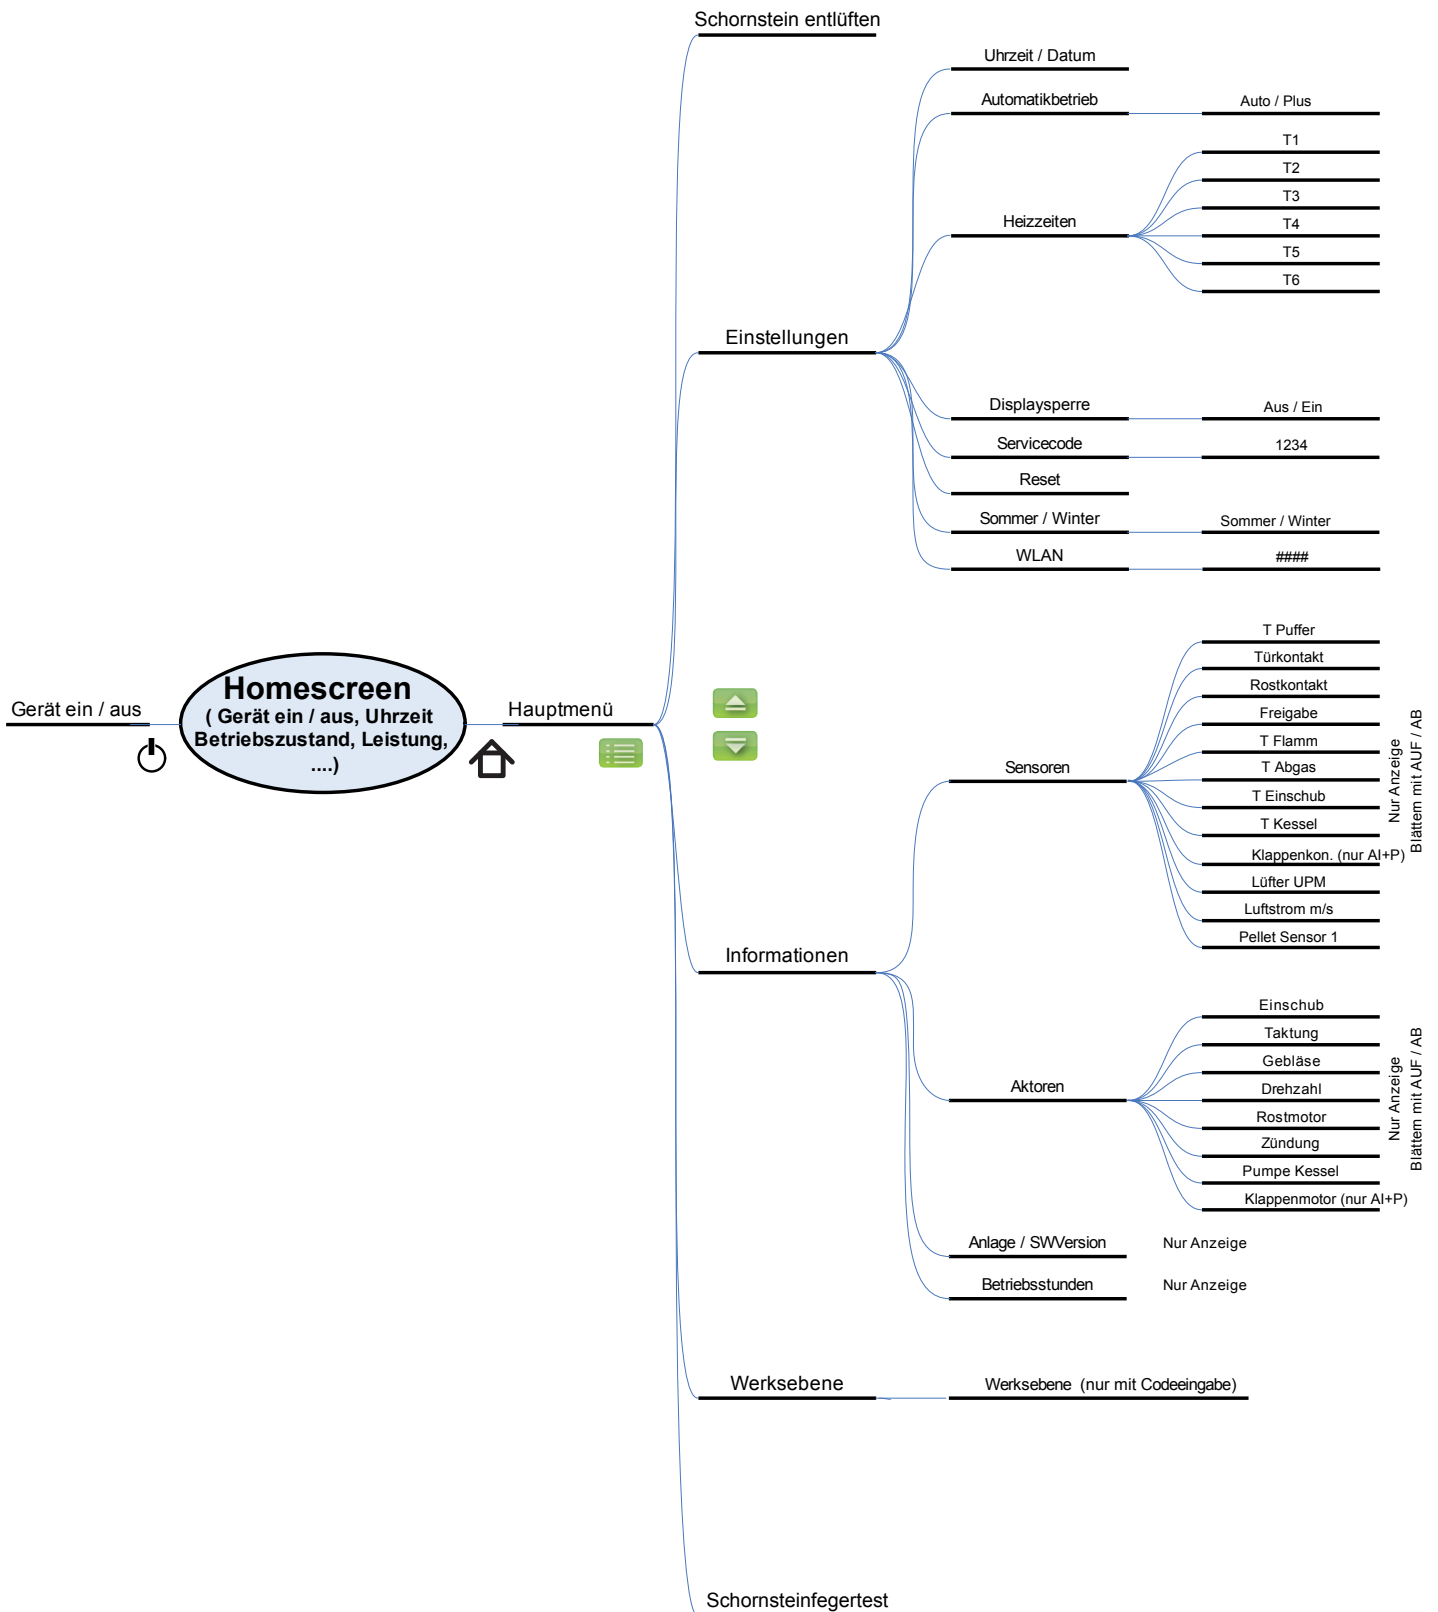 Schornstein entlüften
Uhrzeit / Datum
Automatikbetrieb
Auto / Plus
T1
T2
T3
Heizzeiten
T4
T5
T6
Einstellungen
Displaysperre
Aus / Ein
Servicecode
1234
Reset
Sommer / Winter
Sommer / Winter
WLAN
####
Gerät ein / aus
Homescreen
( Gerät ein / aus, Uhrzeit
Betriebszustand, Leistung,
....)
Hauptmenü
T Puffer
Türkontakt
Rostkontakt
Freigabe
T Flamm
Sensoren
T Abgas
T Einschub
T Kessel
Klappenkon. (nur AI+P)
Lüfter UPM
Luftstrom m/s
Pellet Sensor 1
Nur Anzeige
Blättern mit AUF / AB
Informationen
Einschub
Taktung
Gebläse
Aktoren
Drehzahl
Rostmotor
Zündung
Pumpe Kessel
Klappenmotor (nur AI+P)
Nur Anzeige
Blättern mit AUF / AB
Anlage / SWVersion
Nur Anzeige
Betriebsstunden
Nur Anzeige
Werksebene
Werksebene (nur mit Codeeingabe)
Schornsteinfegertest